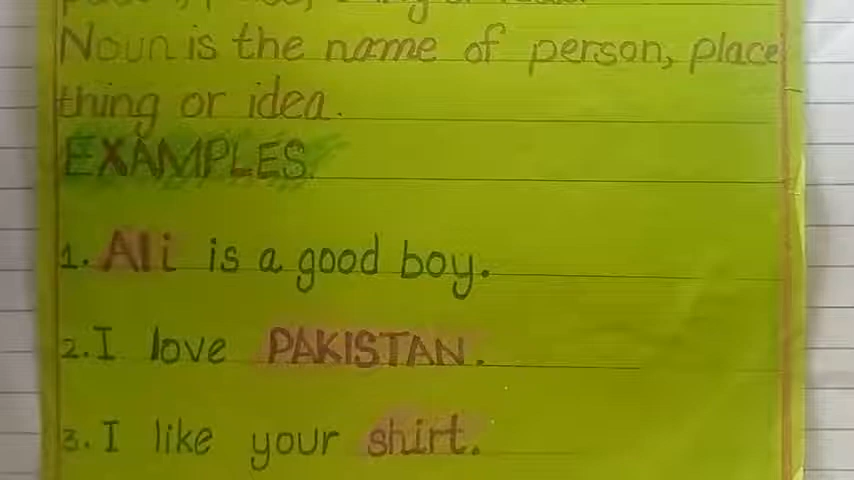 Noun is the name of person, place
thing or idea.
EXAMPLES.
1. Ali is a good boy.
2. I love PAKISTAN.
3. I like your shirt.